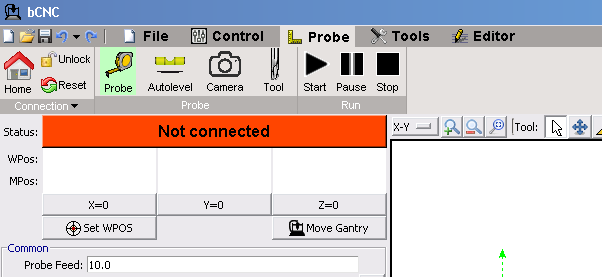 bCNC
File Control Probe Tools Editor
Home Unlock Reset Probe Autolevel Camera Tool Start Pause Stop
Connection Probe Run
Status: Not connected X-Y Tool:
WPos:
MPos:
X=0 Y=0 Z=0
Set WPOS Move Gantry
Common
Probe Feed: 10.0